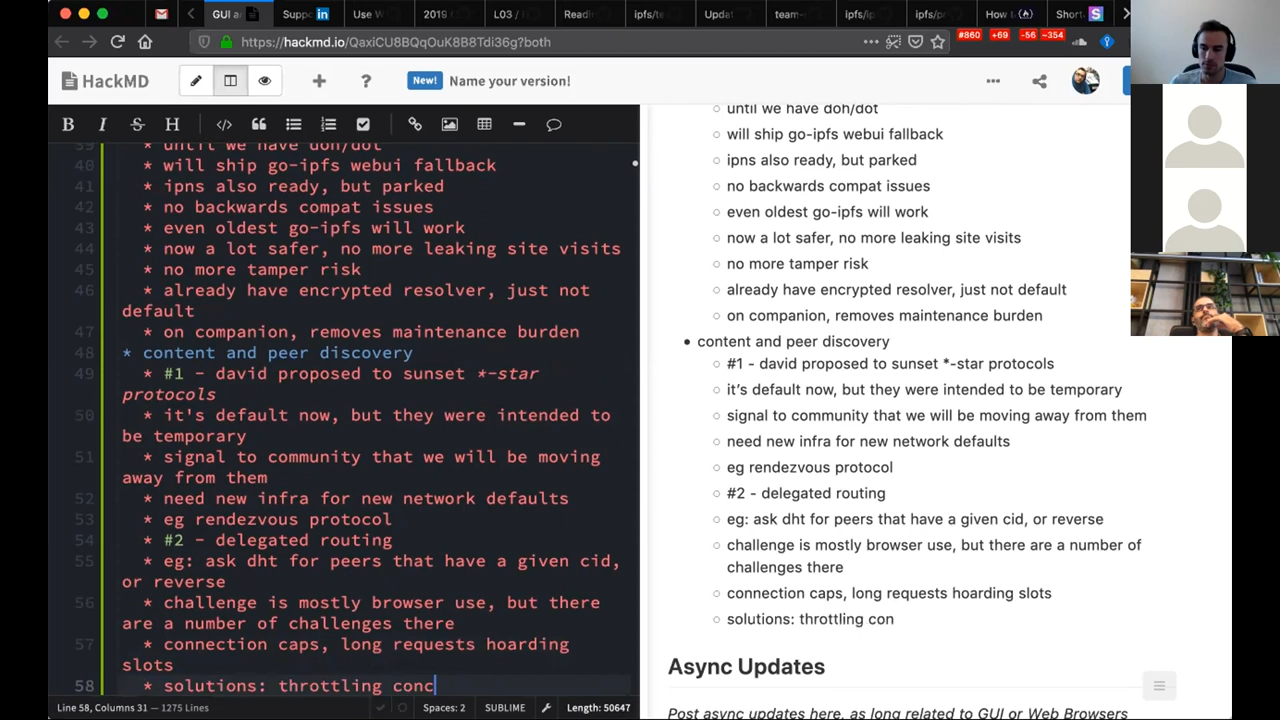 GUI an
Suppo
Use W
2019
L03 /
Readin
ipfs/te
Updat
team-
ipfs/ip
ipfs/p
How t
Short
https://hackmd.io/QaxiCU8BQqOuK8B8Tdi36g?both
#860
+69
-56
~354
HackMD
New! Name your version!
B I S H
39 * until we have doh/dot
40 * will ship go-ipfs webui fallback
41 * ipns also ready, but parked
42 * no backwards compat issues
43 * even oldest go-ipfs will work
44 * now a lot safer, no more leaking site visits
45 * no more tamper risk
46 * already have encrypted resolver, just not
default
47 * on companion, removes maintenance burden
48 * content and peer discovery
49 * #1 - david proposed to sunset *-star
protocols
50 * it's default now, but they were intended to
be temporary
51 * signal to community that we will be moving
away from them
52 * need new infra for new network defaults
53 * eg rendezvous protocol
54 * #2 - delegated routing
55 * eg: ask dht for peers that have a given cid,
or reverse
56 * challenge is mostly browser use, but there
are a number of challenges there
57 * connection caps, long requests hoarding
slots
58 * solutions: throttling conc
Line 58, Columns 31 — 1275 Lines
Spaces: 2
SUBLIME
Length: 50647
until we have doh/dot
will ship go-ipfs webui fallback
ipns also ready, but parked
no backwards compat issues
even oldest go-ipfs will work
now a lot safer, no more leaking site visits
no more tamper risk
already have encrypted resolver, just not default
on companion, removes maintenance burden
content and peer discovery
#1 - david proposed to sunset *-star protocols
it’s default now, but they were intended to be temporary
signal to community that we will be moving away from them
need new infra for new network defaults
eg rendezvous protocol
#2 - delegated routing
eg: ask dht for peers that have a given cid, or reverse
challenge is mostly browser use, but there are a number of
challenges there
connection caps, long requests hoarding slots
solutions: throttling con
Async Updates
Post async updates here, as long related to GUI or Web Browsers